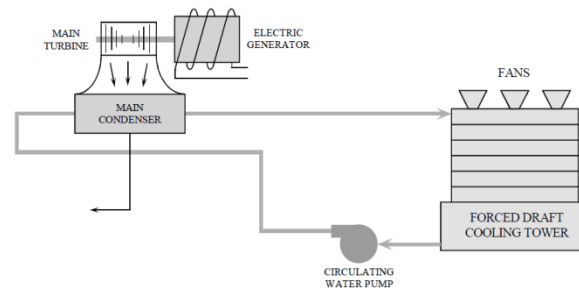 MAIN
TURBINE
ELECTRIC
GENERATOR
FANS
MAIN
CONDENSER
FORCED DRAFT
COOLING TOWER
CIRCULATING
WATER PUMP